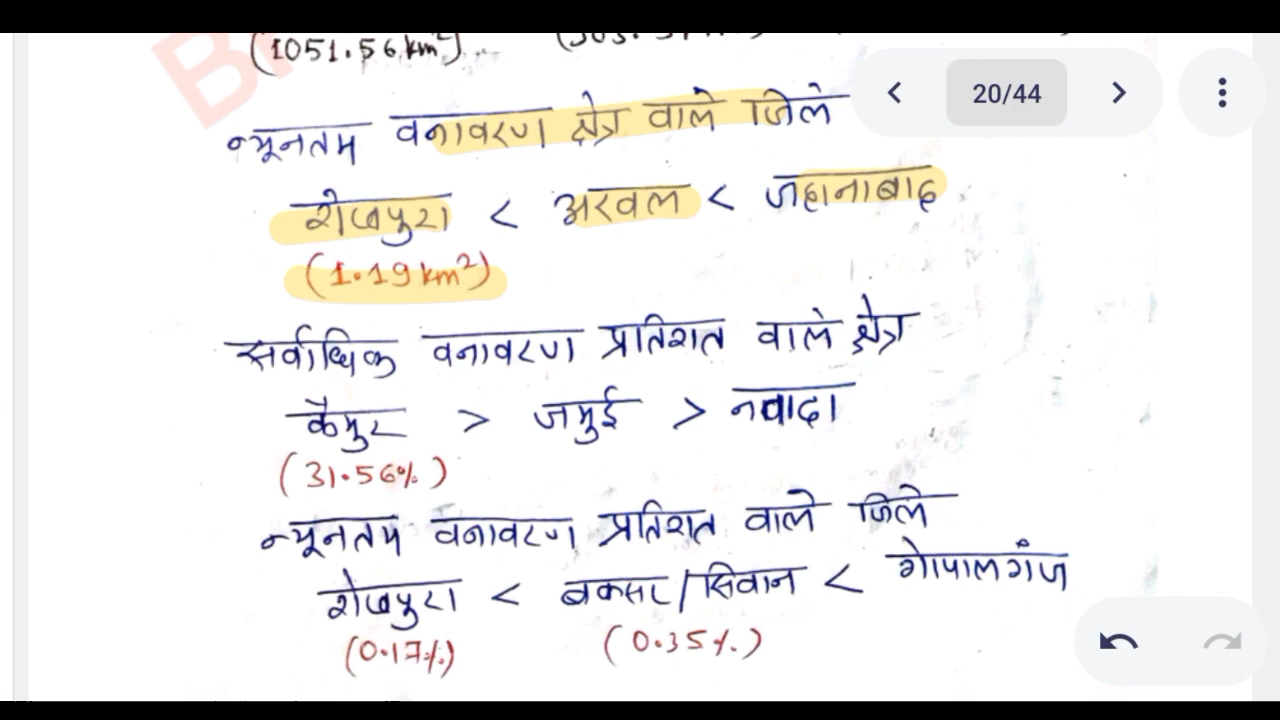 (1051.56 km²)
20/44
न्यूनतम वनावरण क्षेत्र वाले जिले
शेखपुरा < अरवल < जहानाबाद
(1.19 km²)
सर्वाधिक वनावरण प्रतिशत वाले क्षेत्र
कैमुर > जमुई > नवादा
(31.56%)
न्यूनतम वनावरण प्रतिशत वाले जिले
शेखपुरा < बक्सर/सिवान < गोपालगंज
(0.17%) (0.35%)